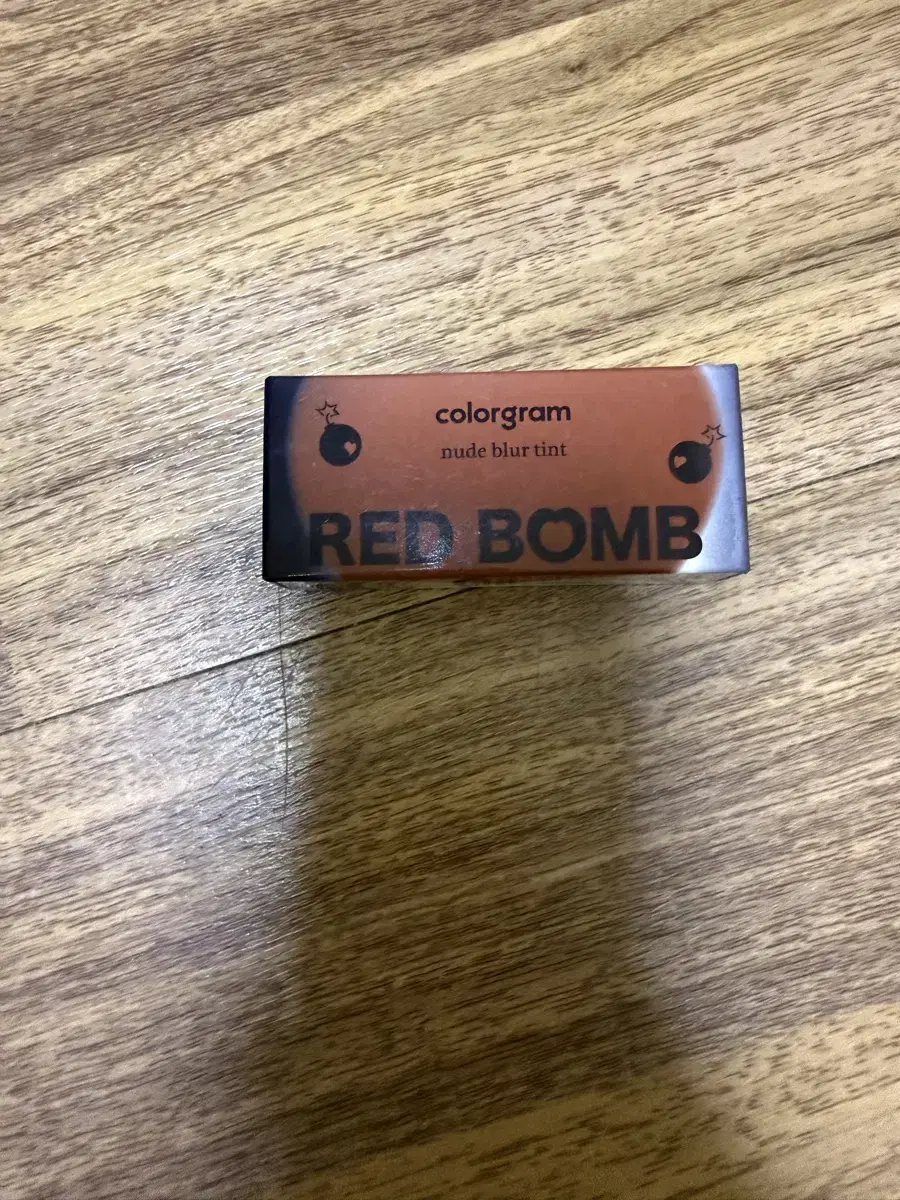 colorgram
nude blur tint
RED BOMB